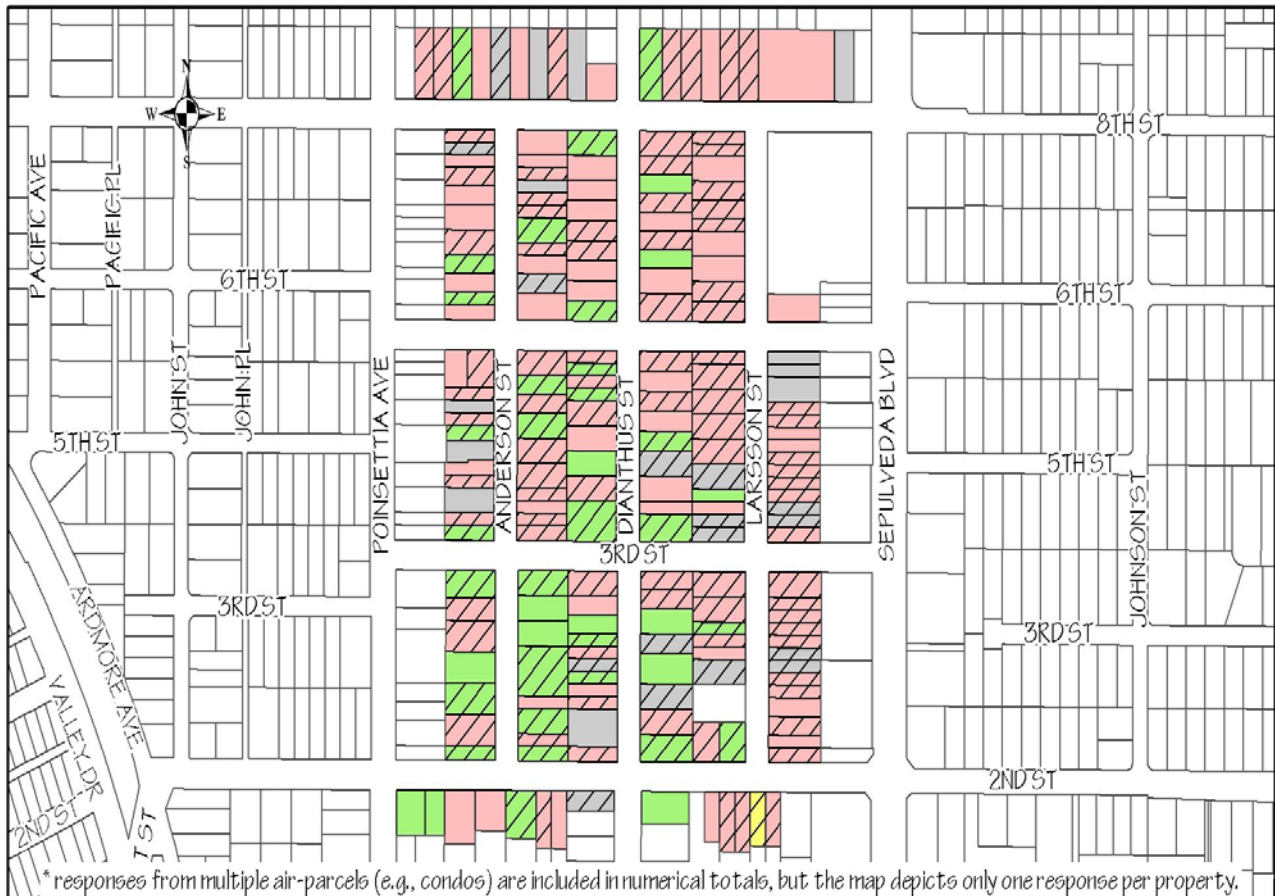 N
W E
S
8TH ST
PACIFIC AVE
PACIFIC PL
6TH ST
6TH ST
JOHN ST
JOHN PL
POINSETTIA AVE
ANDERSON ST
DIANTHUS ST
LARSSON ST
SEPULVEDA BLVD
5TH ST
5TH ST
JOHNSON ST
3RD ST
3RD ST
3RD ST
ARDMORE AVE
VALLEY DR
2ND ST
2ND ST
T ST
* responses from multiple air-parcels (e.g., condos) are included in numerical totals, but the map depicts only one response per property.